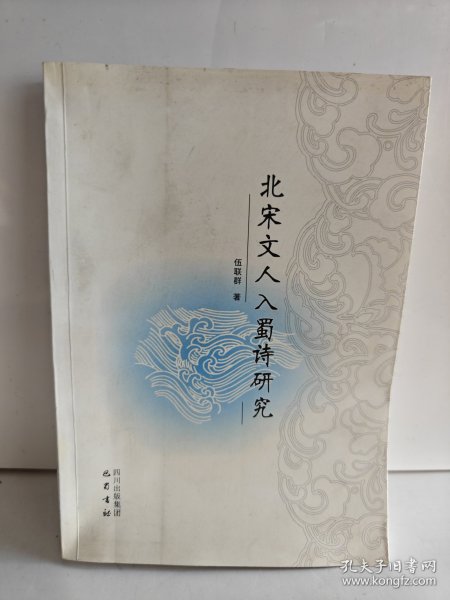 北宋文人入蜀诗研究
伍联群 著
四川出版集团
巴蜀書社
孔夫子旧书网
www.kongfz.com